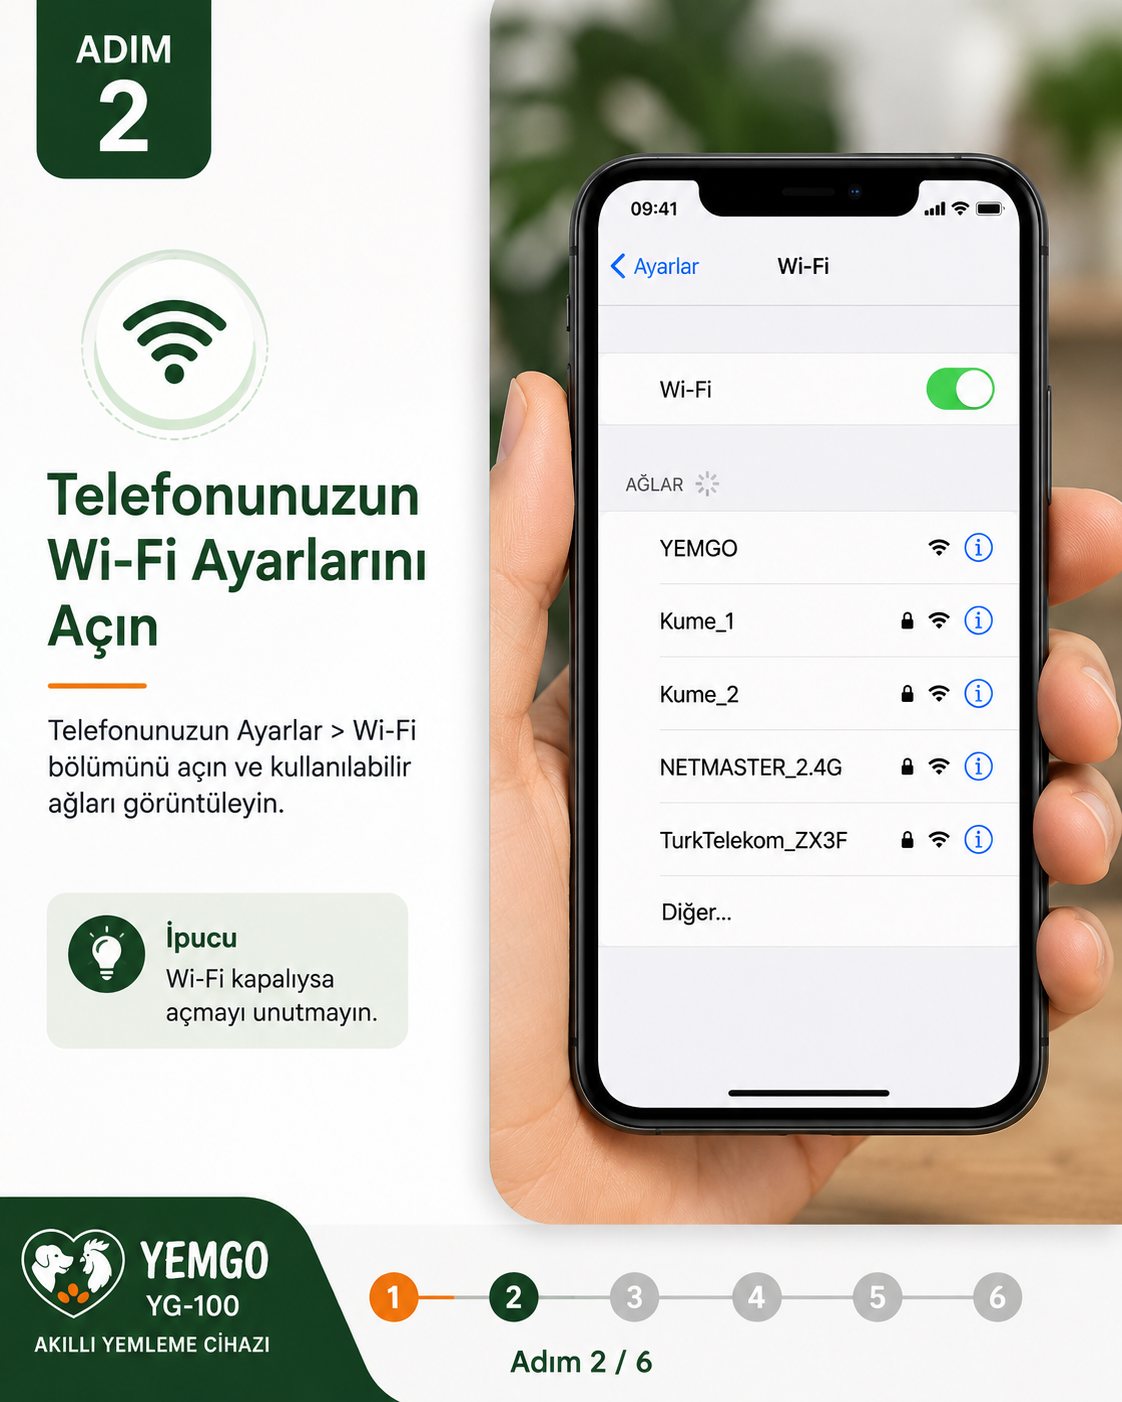 ADIM
2
Telefonunuzun
Wi-Fi Ayarlarını
Açın
Telefonunuzun Ayarlar > Wi-Fi
bölümünü açın ve kullanılabilir
ağları görüntüleyin.
İpucu
Wi-Fi kapalıysa
açmayı unutmayın.
09:41
Ayarlar
Wi-Fi
Wi-Fi
AĞLAR
YEMGO
Kume_1
Kume_2
NETMASTER_2.4G
TurkTelekom_ZX3F
Diğer...
YEMGO
YG-100
AKILLI YEMLEME CİHAZI
1 2 3 4 5 6
Adım 2 / 6